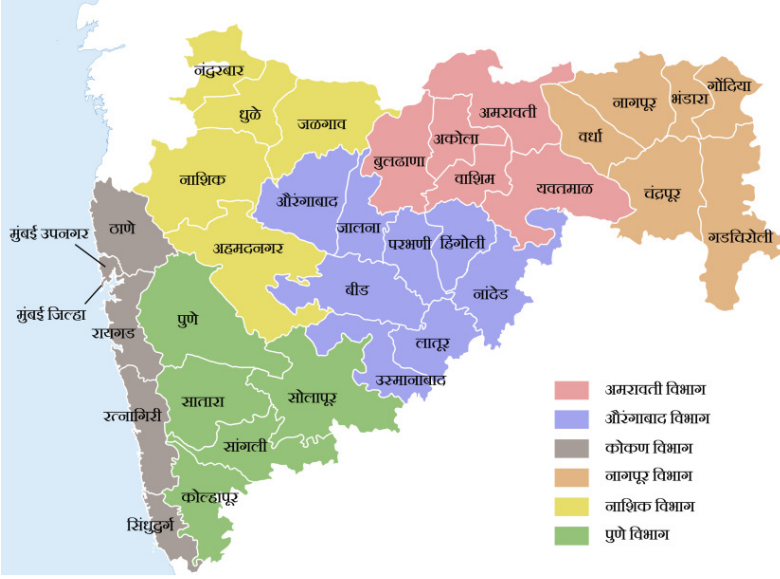 नंदुरबार
धुळे
जळगाव
नाशिक
अहमदनगर
बुलढाणा
अकोला
अमरावती
वाशिम
यवतमाळ
वर्धा
नागपूर
भंडारा
गोंदिया
चंद्रपूर
गडचिरोली
औरंगाबाद
जालना
परभणी
हिंगोली
नांदेड
बीड
लातूर
उस्मानाबाद
ठाणे
मुंबई उपनगर
मुंबई जिल्हा
रायगड
रत्नागिरी
सिंधुदुर्ग
पुणे
सातारा
सोलापूर
सांगली
कोल्हापूर
अमरावती विभाग
औरंगाबाद विभाग
कोकण विभाग
नागपूर विभाग
नाशिक विभाग
पुणे विभाग